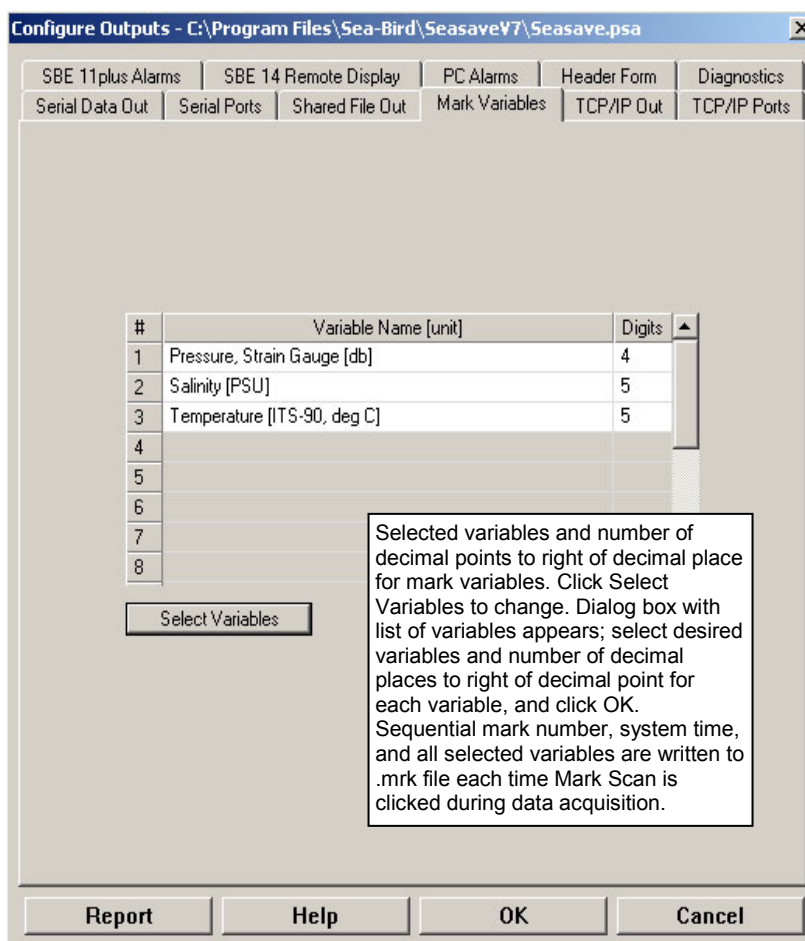 Configure Outputs - C:\Program Files\Sea-Bird\SeasaveV7\Seasave.psa
SBE 11plus Alarms SBE 14 Remote Display PC Alarms Header Form Diagnostics
Serial Data Out Serial Ports Shared File Out Mark Variables TCP/IP Out TCP/IP Ports
# Variable Name [unit] Digits
1 Pressure, Strain Gauge [db] 4
2 Salinity [PSU] 5
3 Temperature [ITS-90, deg C] 5
4
5
6
7
8
Selected variables and number of
decimal points to right of decimal place
for mark variables. Click Select
Variables to change. Dialog box with
list of variables appears; select desired
variables and number of decimal
places to right of decimal point for
each variable, and click OK.
Sequential mark number, system time,
and all selected variables are written to
.mrk file each time Mark Scan is
clicked during data acquisition.
Select Variables
Report Help OK Cancel